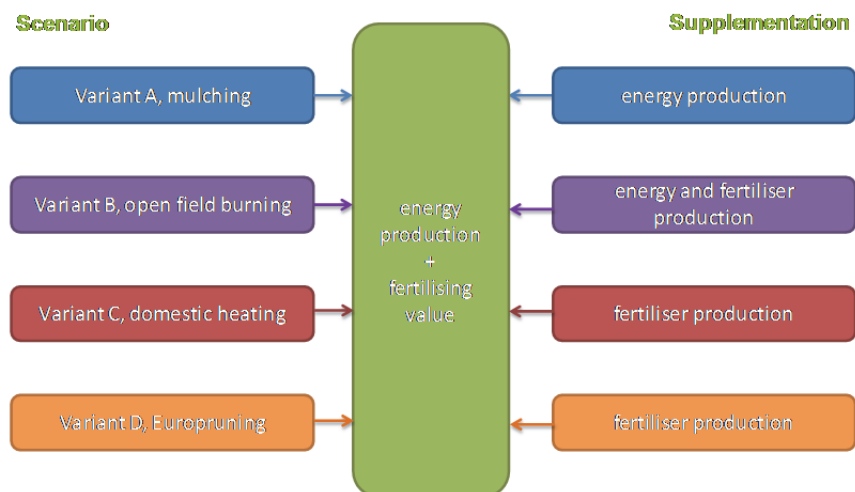 Scenario
Supplementation
Variant A, mulching
energy production
Variant B, open field burning
energy and fertiliser
production
energy
production
+
fertilising
value
Variant C, domestic heating
fertiliser production
Variant D, Europruning
fertiliser production